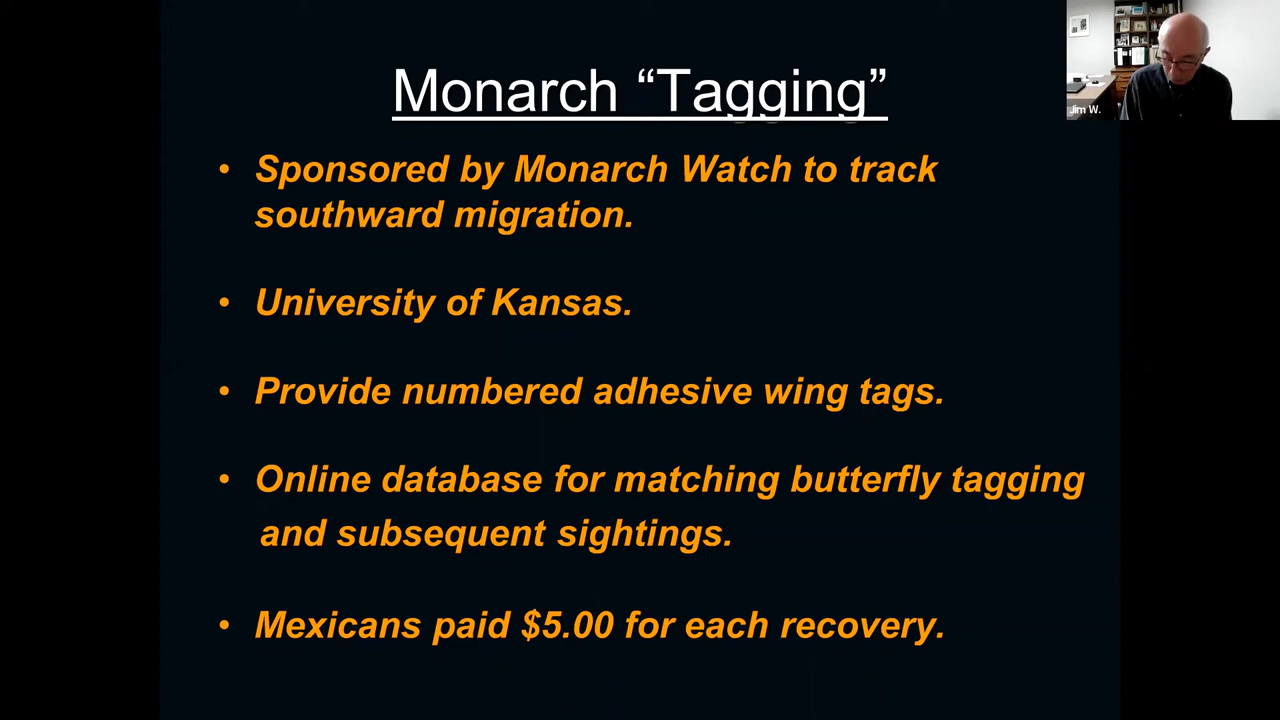 Monarch “Tagging”
Jim W.
• Sponsored by Monarch Watch to track
southward migration.
• University of Kansas.
• Provide numbered adhesive wing tags.
• Online database for matching butterfly tagging
and subsequent sightings.
• Mexicans paid $5.00 for each recovery.